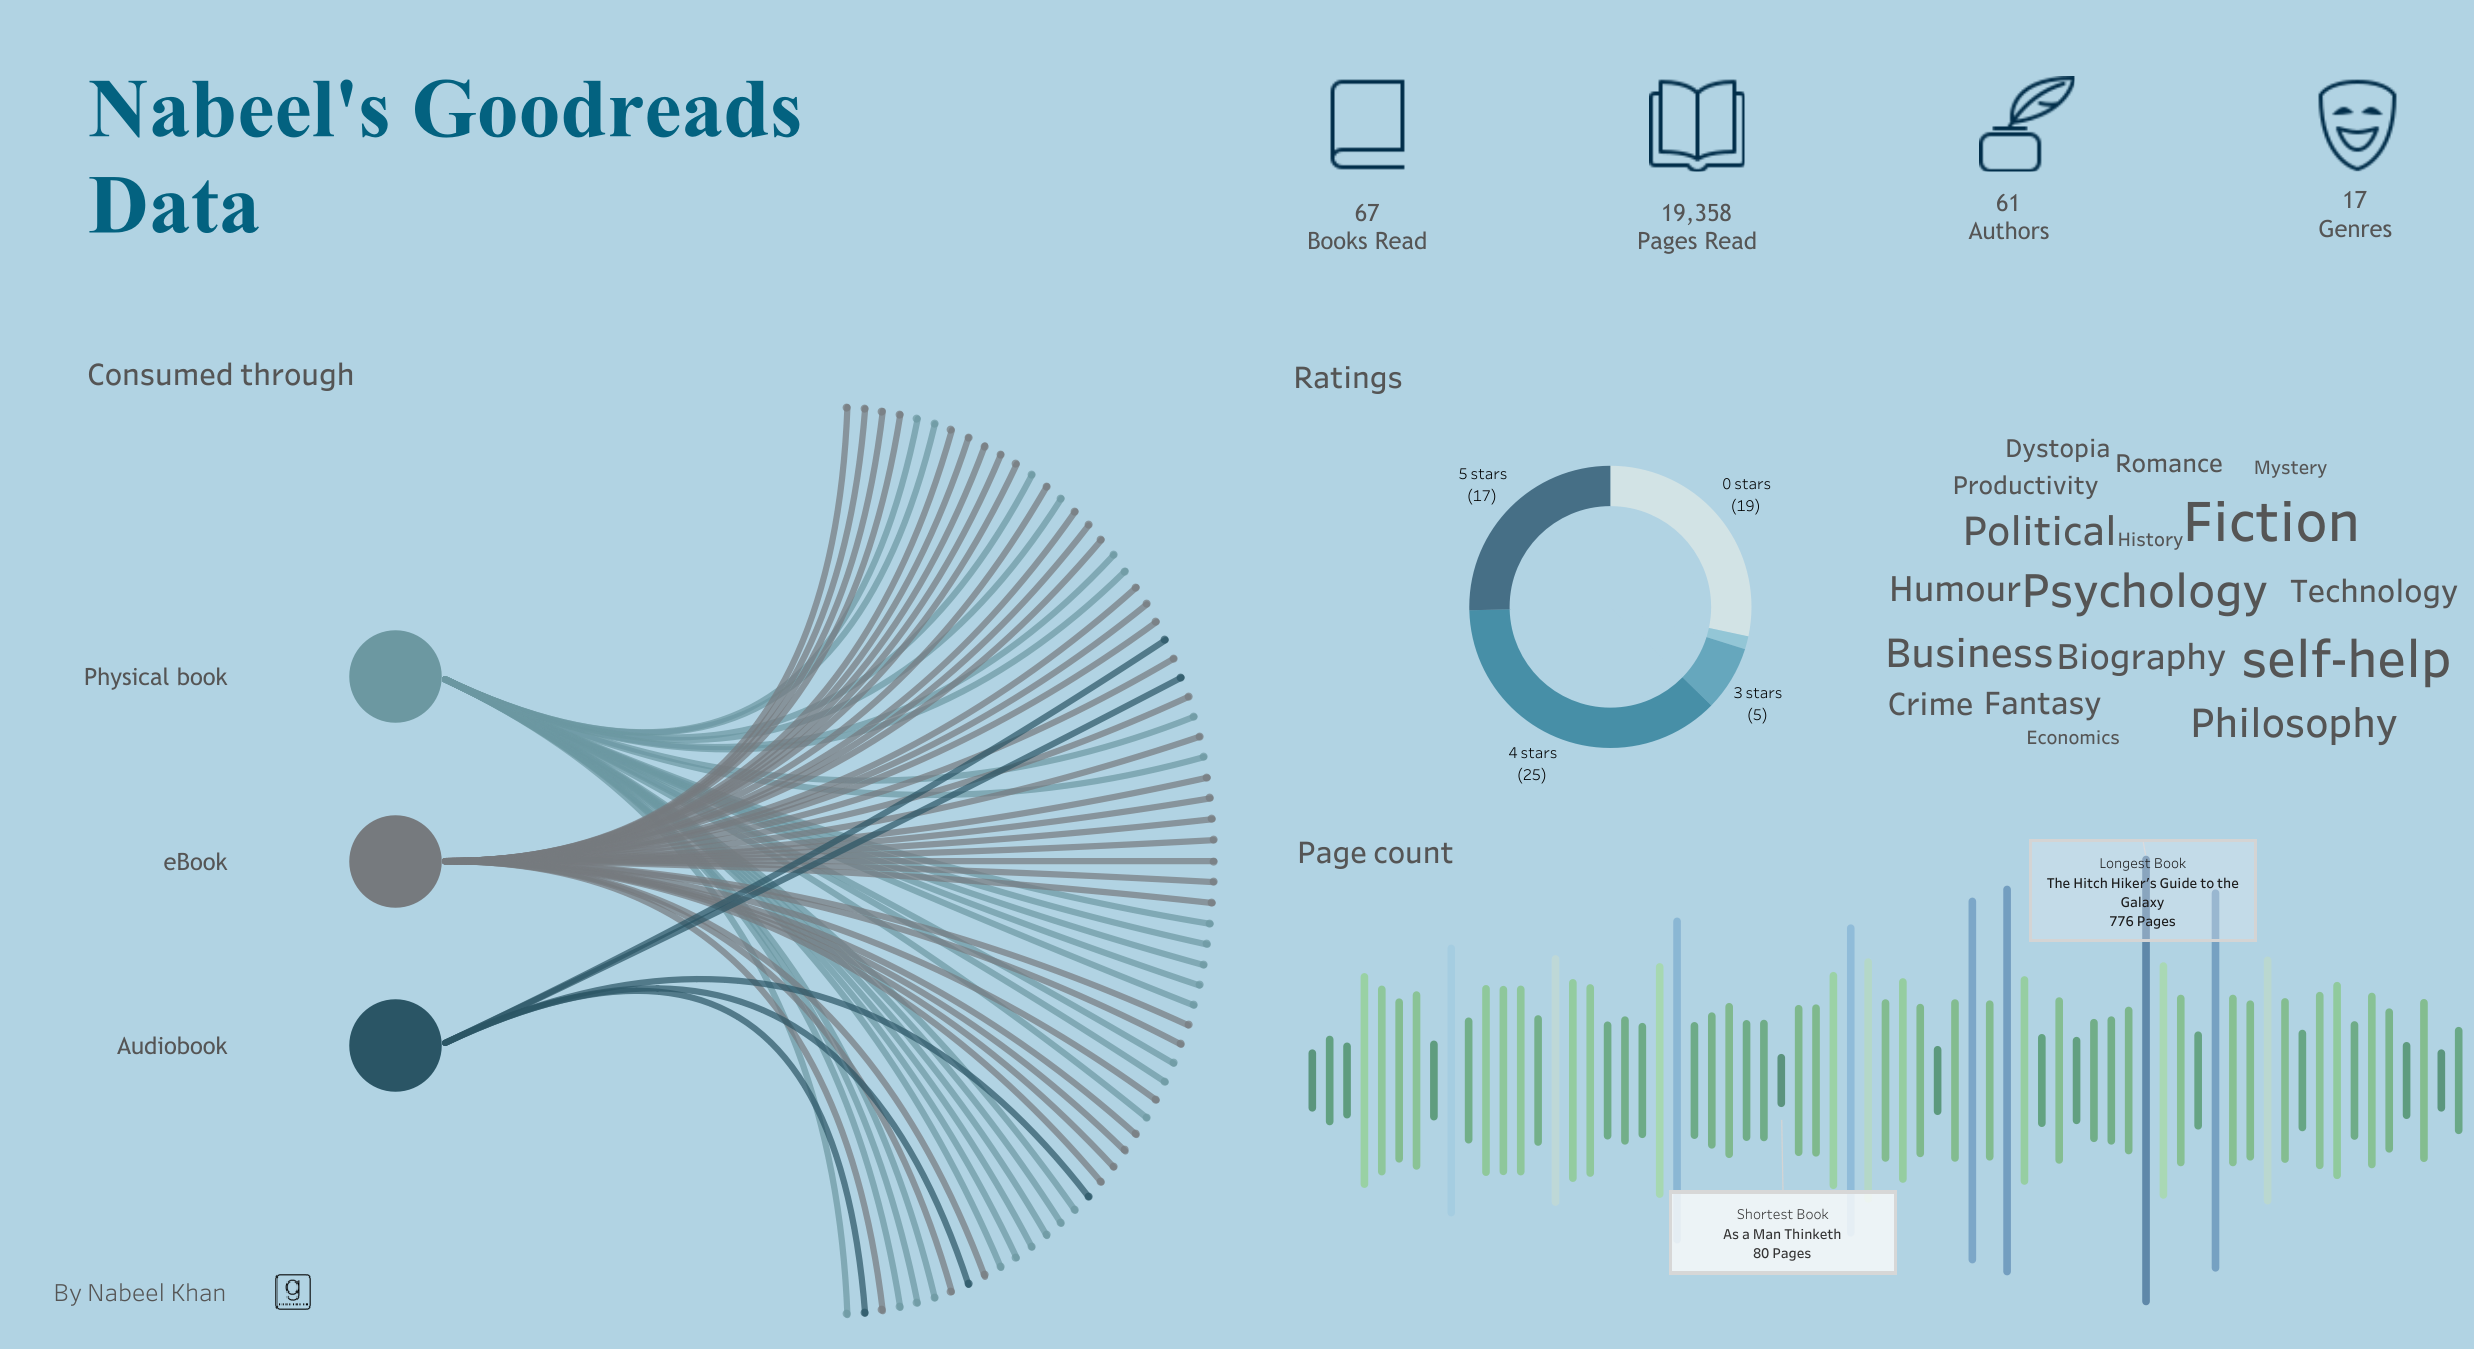 Nabeel's Goodreads
Data
67
Books Read
19,358
Pages Read
61
Authors
17
Genres
Consumed through
Physical book
eBook
Audiobook
Ratings
5 stars
(17)
0 stars
(19)
3 stars
(5)
4 stars
(25)
Dystopia
Romance
Mystery
Productivity
Fiction
Political
History
Humour
Psychology
Technology
Business
Biography
self-help
Crime
Fantasy
Philosophy
Economics
Page count
Longest Book
The Hitch Hiker's Guide to the
Galaxy
776 Pages
Shortest Book
As a Man Thinketh
80 Pages
By Nabeel Khan
g